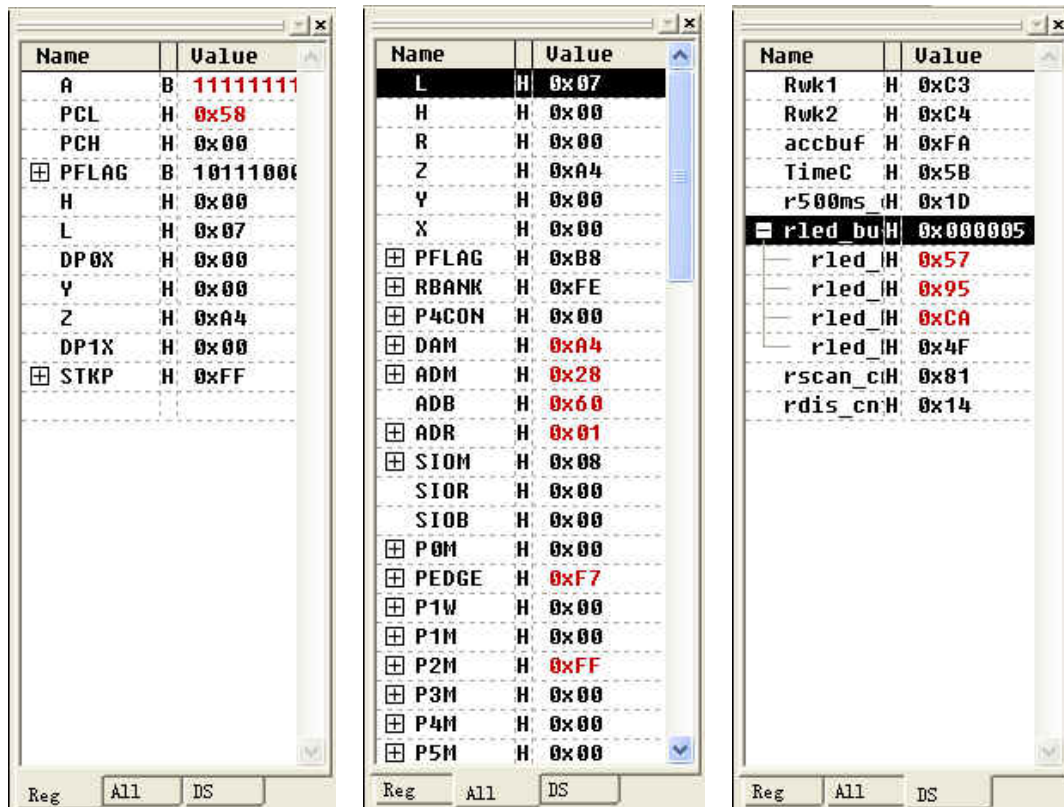 Name Value
A B 11111111
PCL H 0x58
PCH H 0x00
PFLAG B 10111000
H H 0x00
L H 0x07
DP0X H 0x00
Y H 0x00
Z H 0xA4
DP1X H 0x00
STKP H 0xFF
Reg All DS
Name Value
L H 0x07
H H 0x00
R H 0x00
Z H 0xA4
Y H 0x00
X H 0x00
PFLAG H 0xB8
RBANK H 0xFE
P4CON H 0x00
DAM H 0xA4
ADM H 0x28
ADB H 0x60
ADR H 0x01
SIOM H 0x08
SIOR H 0x00
SIOB H 0x00
P0M H 0x00
PEDGE H 0xF7
P1W H 0x00
P1M H 0x00
P2M H 0xFF
P3M H 0x00
P4M H 0x00
P5M H 0x00
Reg All DS
Name Value
Rwk1 H 0xC3
Rwk2 H 0xC4
accbuf H 0xFA
TimeC H 0x5B
r500ms_ H 0x1D
rled_bu H 0x000005
rled_ H 0x57
rled_ H 0x95
rled_ H 0xCA
rled_ H 0x4F
rscan_c H 0x81
rdis_cn H 0x14
Reg All DS